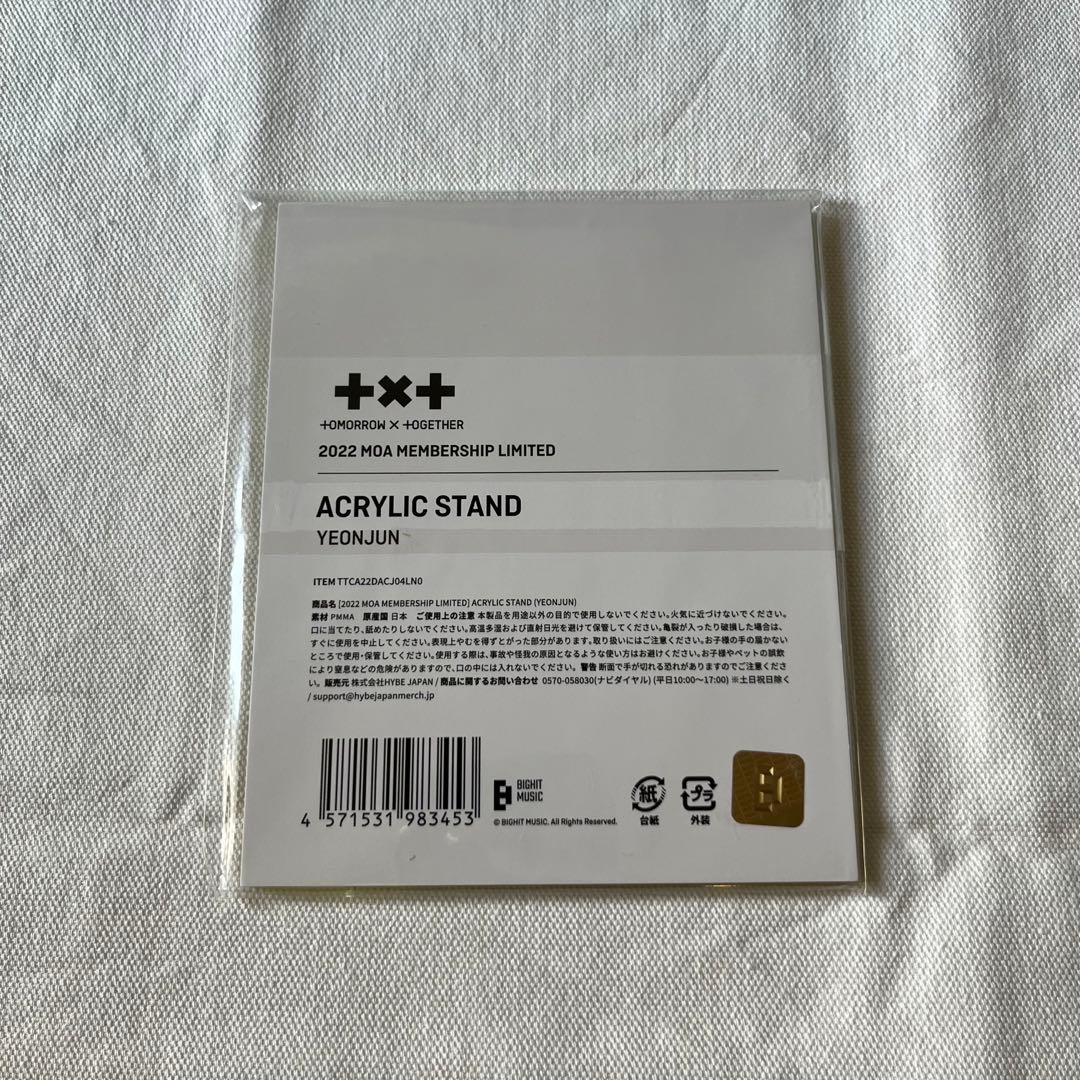 TOMORROW × TOGETHER
2022 MOA MEMBERSHIP LIMITED
ACRYLIC STAND
YEONJUN
ITEM TTCA22DACJ04LN0
商品名 [2022 MOA MEMBERSHIP LIMITED] ACRYLIC STAND (YEONJUN)
素材 PMMA 原産国 日本 ご使用上の注意 本製品を用途以外の目的で使用しないでください。火気に近づけないでください。
口に当てたり、舐めたりしないでください。高温多湿および直射日光を避けて保管してください。亀裂が入ったり破損した場合は、
すぐに使用を中止してください。表現上やむを得ずとがった部分があります。取り扱いにはご注意ください。お子様の手の届かない
ところで使用・保管してください。使用する際は、事故や怪我の原因となるような使い方はお避けください。お子様やペットの誤飲
により窒息などの危険がありますので、口の中には入れないでください。 警告 断面で手が切れる恐れがありますのでご注意くださ
い。 販売元 株式会社HYBE JAPAN / 商品に関するお問い合わせ 0570-058030(ナビダイヤル) (平日10:00～17:00) ※土日祝日除く
/ support@hybejapanmerch.jp
4 571531 983453
BIGHIT
MUSIC
© BIGHIT MUSIC. All Rights Reserved.
紙
台紙
プラ
外装